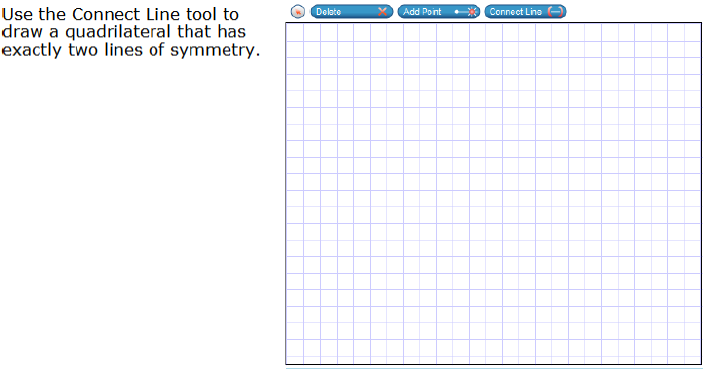 Use the Connect Line tool to
draw a quadrilateral that has
exactly two lines of symmetry.
Delete
Add Point
Connect Line